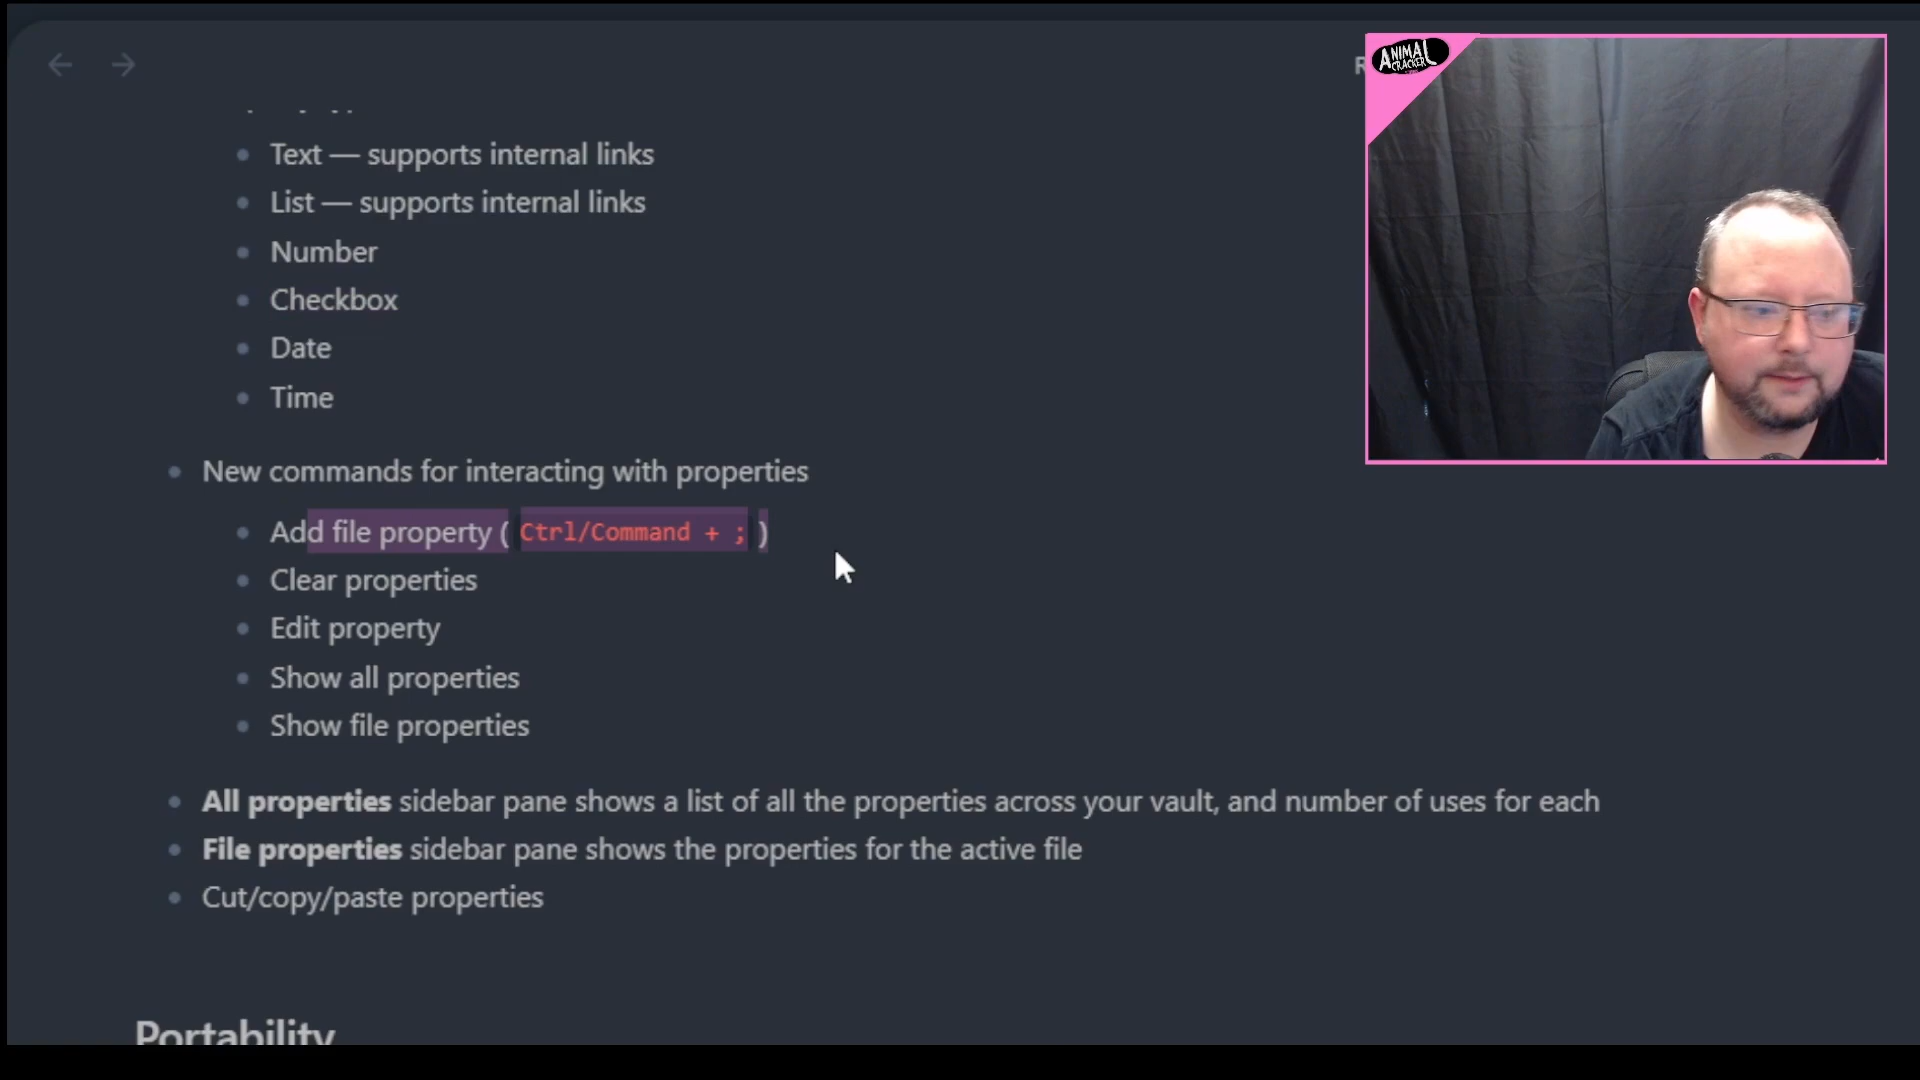 ANIMAL
CRACKER
R
Text — supports internal links
List — supports internal links
Number
Checkbox
Date
Time
New commands for interacting with properties
Add file property ( Ctrl/Command + ; )
Clear properties
Edit property
Show all properties
Show file properties
All properties sidebar pane shows a list of all the properties across your vault, and number of uses for each
File properties sidebar pane shows the properties for the active file
Cut/copy/paste properties
Portability